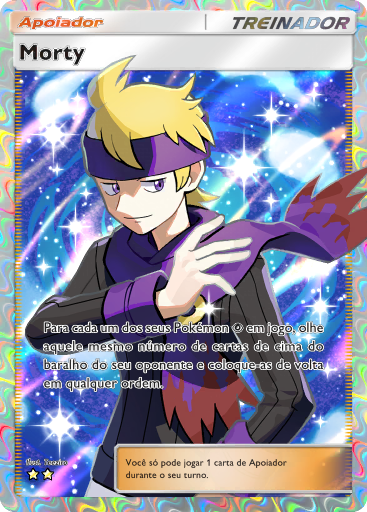 Apoiador
TREINADOR
Morty
Para cada um dos seus Pokémon em jogo, olhe
aquele mesmo número de cartas de cima do
baralho do seu oponente e coloque-as de volta
em qualquer ordem.
Ilust.
Você só pode jogar 1 carta de Apoiador
durante o seu turno.